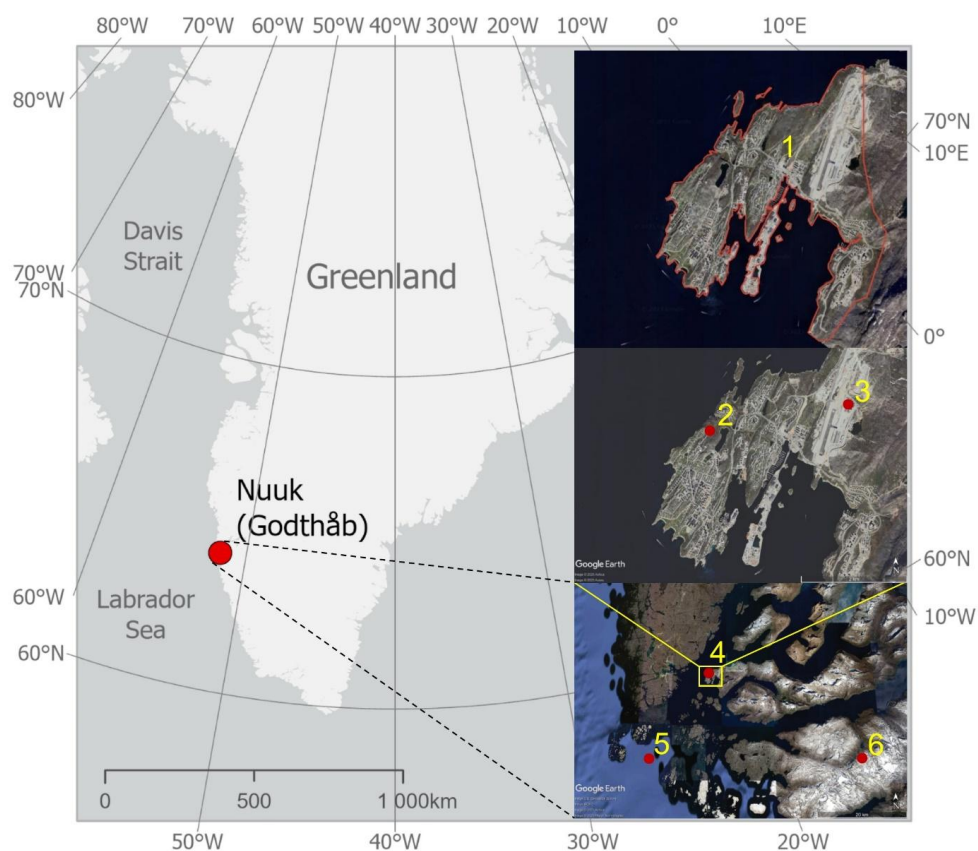 80°W
70°W
60°W
50°W
40°W
30°W
20°W
10°W
0°
10°E
80°W
70°N
10°E
Davis
Strait
Greenland
1
70°W
70°N
0°
2
3
Nuuk
(Godthåb)
Google Earth
60°N
60°W
Labrador
Sea
10°W
4
60°N
5
6
0
500
1 000km
Google Earth
N
50°W
40°W
30°W
20°W